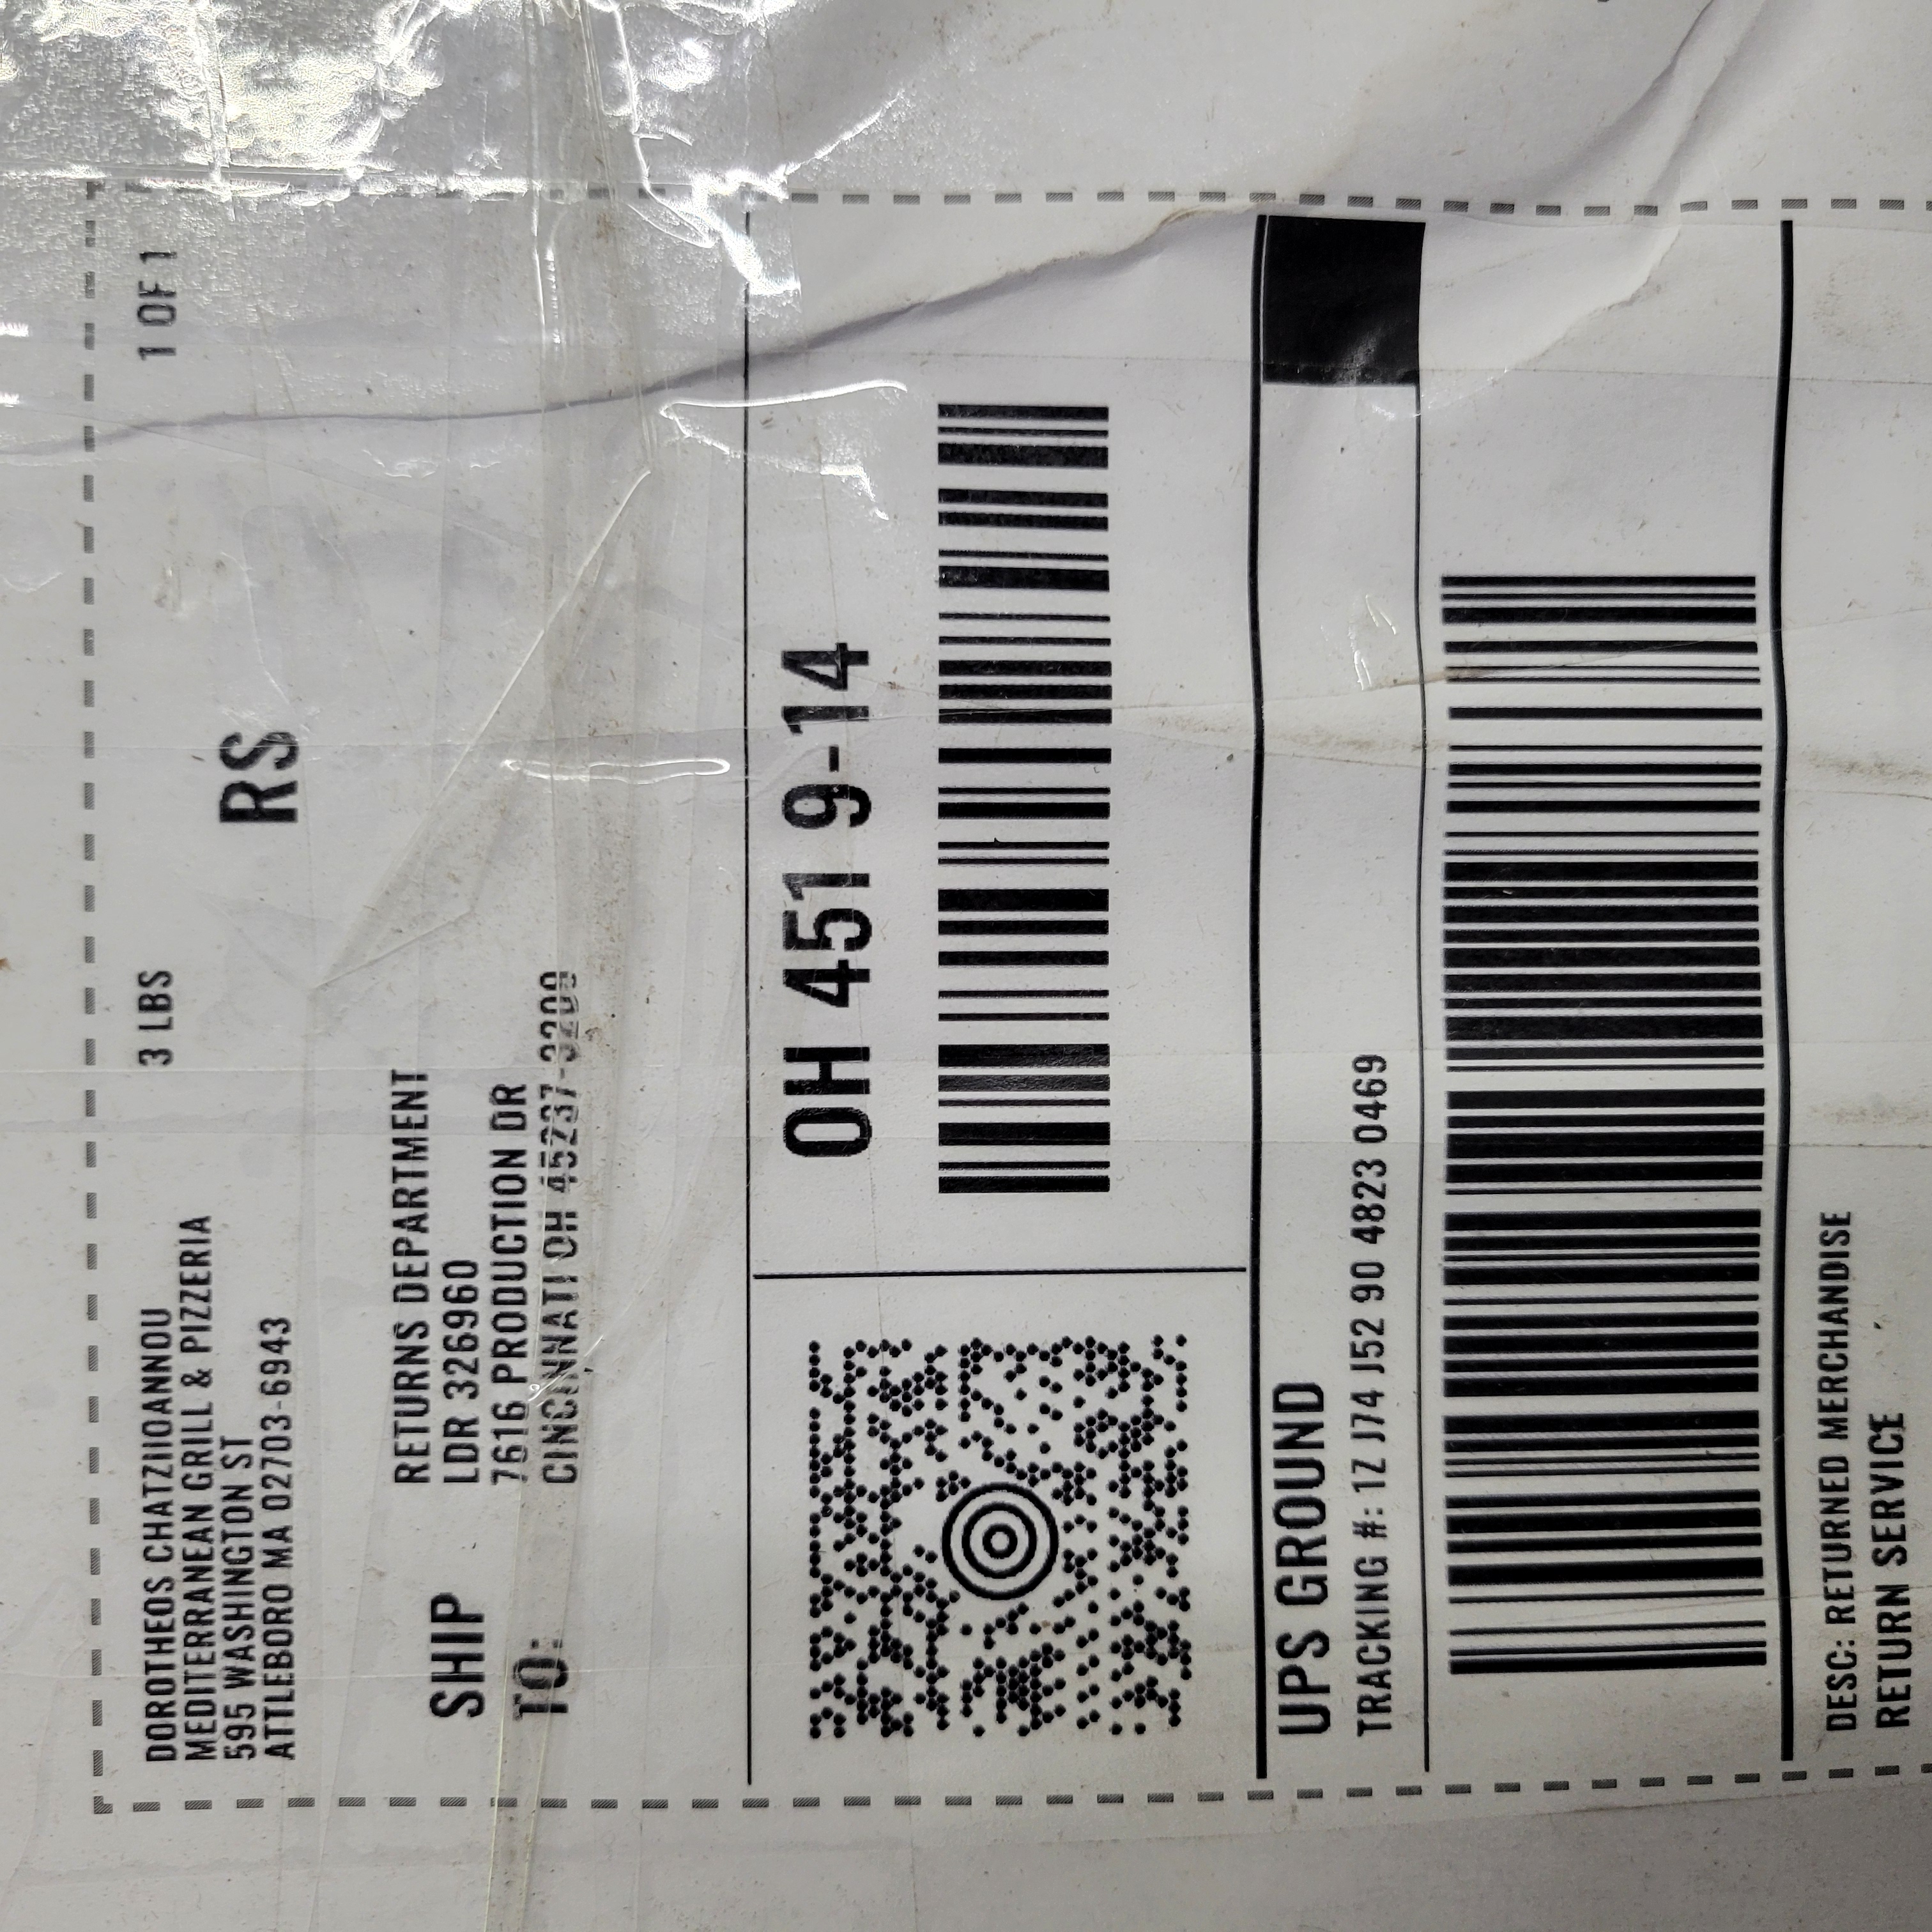 DOROTHEOS CHATZIIOANNOU
MEDITERRANEAN GRILL & PIZZERIA
595 WASHINGTON ST
ATTLEBORO MA 02703-6943
3 LBS
1 OF 1
RS
SHIP
TO:
RETURNS DEPARTMENT
LDR 326960
7616 PRODUCTION DR
CINCINNATI OH 45237-3209
OH 451 9-14
UPS GROUND
TRACKING #: 1Z J74 J52 90 4823 0469
DESC: RETURNED MERCHANDISE
RETURN SERVICE